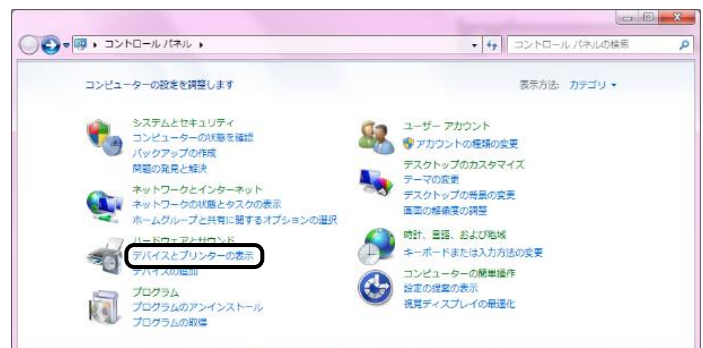 コントロール パネル
コントロール パネルの検索
コンピューターの設定を調整します
表示方法: カテゴリ
システムとセキュリティ
コンピューターの状態を確認
バックアップの作成
問題の発見と解決
ネットワークとインターネット
ネットワークの状態とタスクの表示
ホームグループと共有に関するオプションの選択
ハードウェアとサウンド
デバイスとプリンターの表示
デバイスの追加
プログラム
プログラムのアンインストール
プログラムの取得
ユーザー アカウント
アカウントの種類の変更
デスクトップのカスタマイズ
テーマの変更
デスクトップの背景の変更
画面の解像度の調整
時計、言語、および地域
キーボードまたは入力方法の変更
コンピューターの簡単操作
設定の提案の表示
視覚ディスプレイの最適化